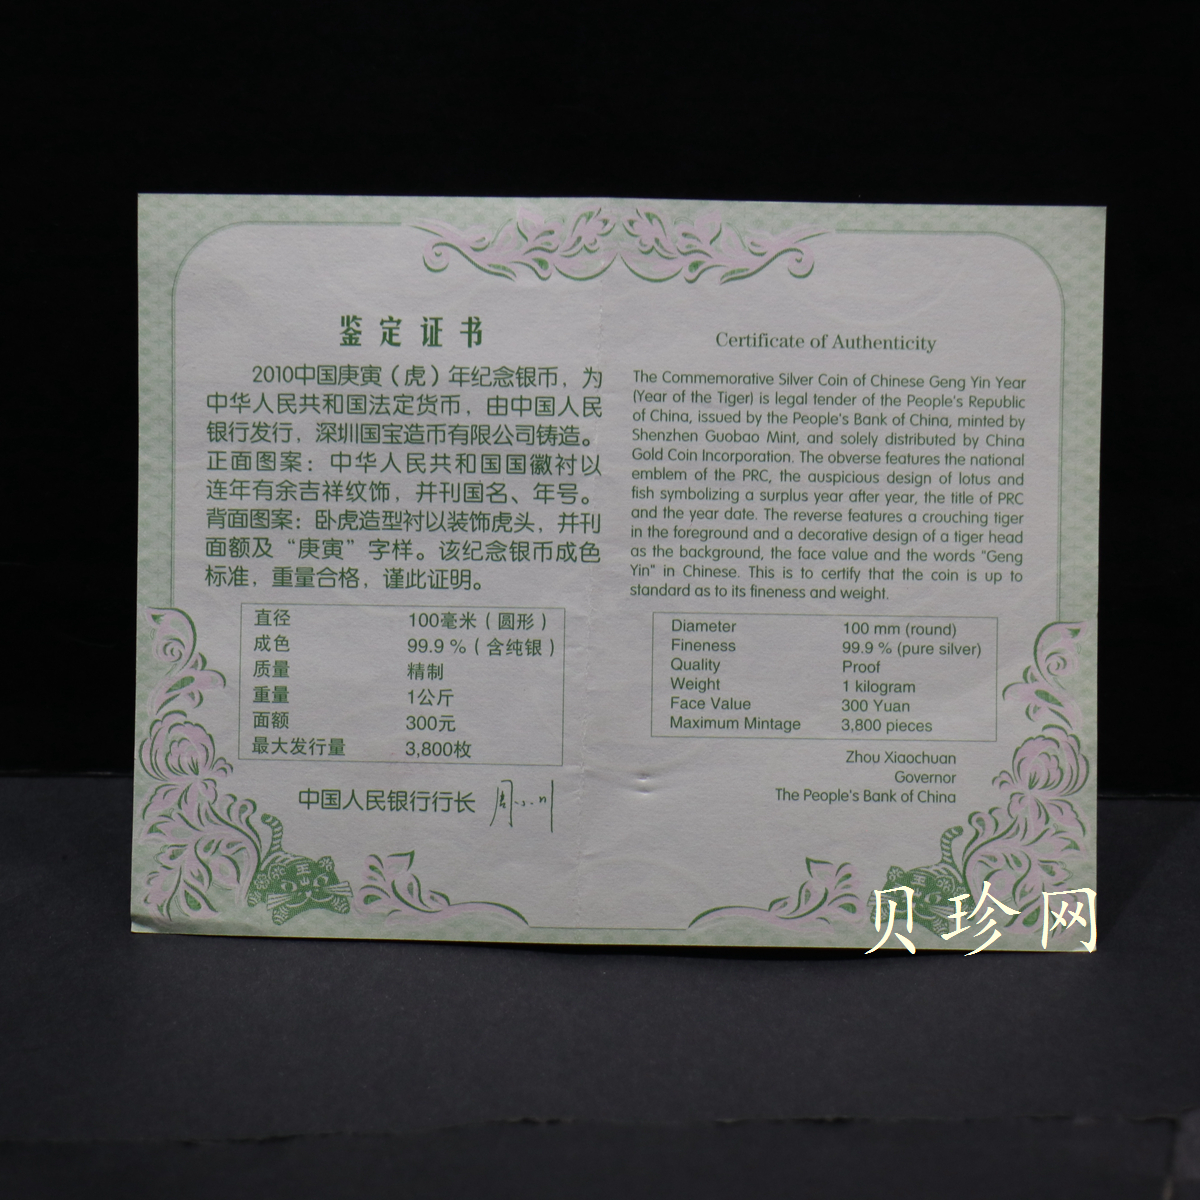 鉴定证书
2010中国庚寅（虎）年纪念银币，为
中华人民共和国法定货币，由中国人民
银行发行，深圳国宝造币有限公司铸造。
正面图案：中华人民共和国国徽衬以
连年有余吉祥纹饰，并刊国名、年号。
背面图案：卧虎造型衬以装饰虎头，并刊
面额及“庚寅”字样。该纪念银币成色
标准，重量合格，谨此证明。
直径 100毫米（圆形）
成色 99.9 %（含纯银）
质量 精制
重量 1公斤
面额 300元
最大发行量 3,800枚
中国人民银行行长
Certificate of Authenticity
The Commemorative Silver Coin of Chinese Geng Yin Year
(Year of the Tiger) is legal tender of the People's Republic
of China, issued by the People's Bank of China, minted by
Shenzhen Guobao Mint, and solely distributed by China
Gold Coin Incorporation. The obverse features the national
emblem of the PRC, the auspicious design of lotus and
fish symbolizing a surplus year after year, the title of PRC
and the year date. The reverse features a crouching tiger
in the foreground and a decorative design of a tiger head
as the background, the face value and the words "Geng
Yin" in Chinese. This is to certify that the coin is up to
standard as to its fineness and weight.
Diameter 100 mm (round)
Fineness 99.9 % (pure silver)
Quality Proof
Weight 1 kilogram
Face Value 300 Yuan
Maximum Mintage 3,800 pieces
Zhou Xiaochuan
Governor
The People's Bank of China
贝珍网